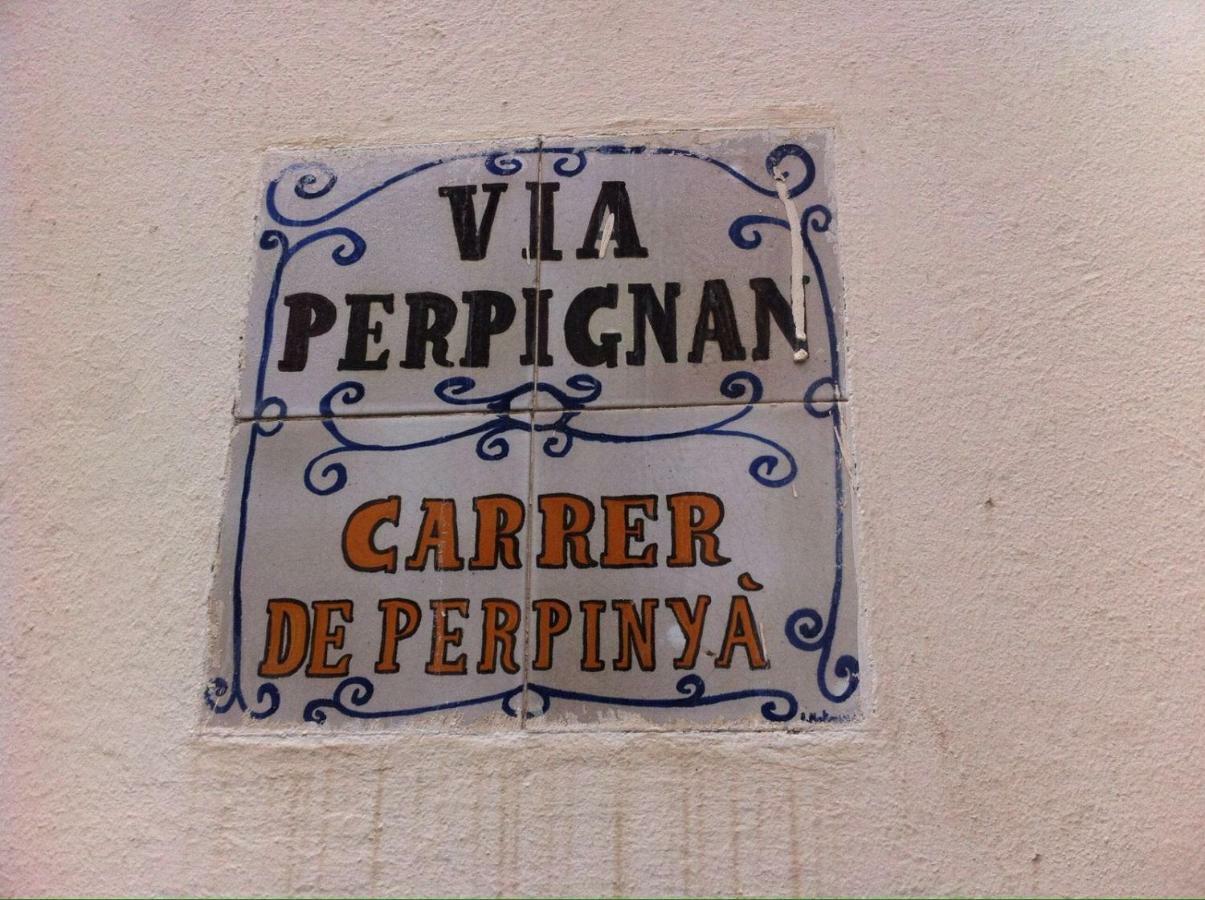 VIA
PERPIGNAN
CARRER
DE PERPINYÀ